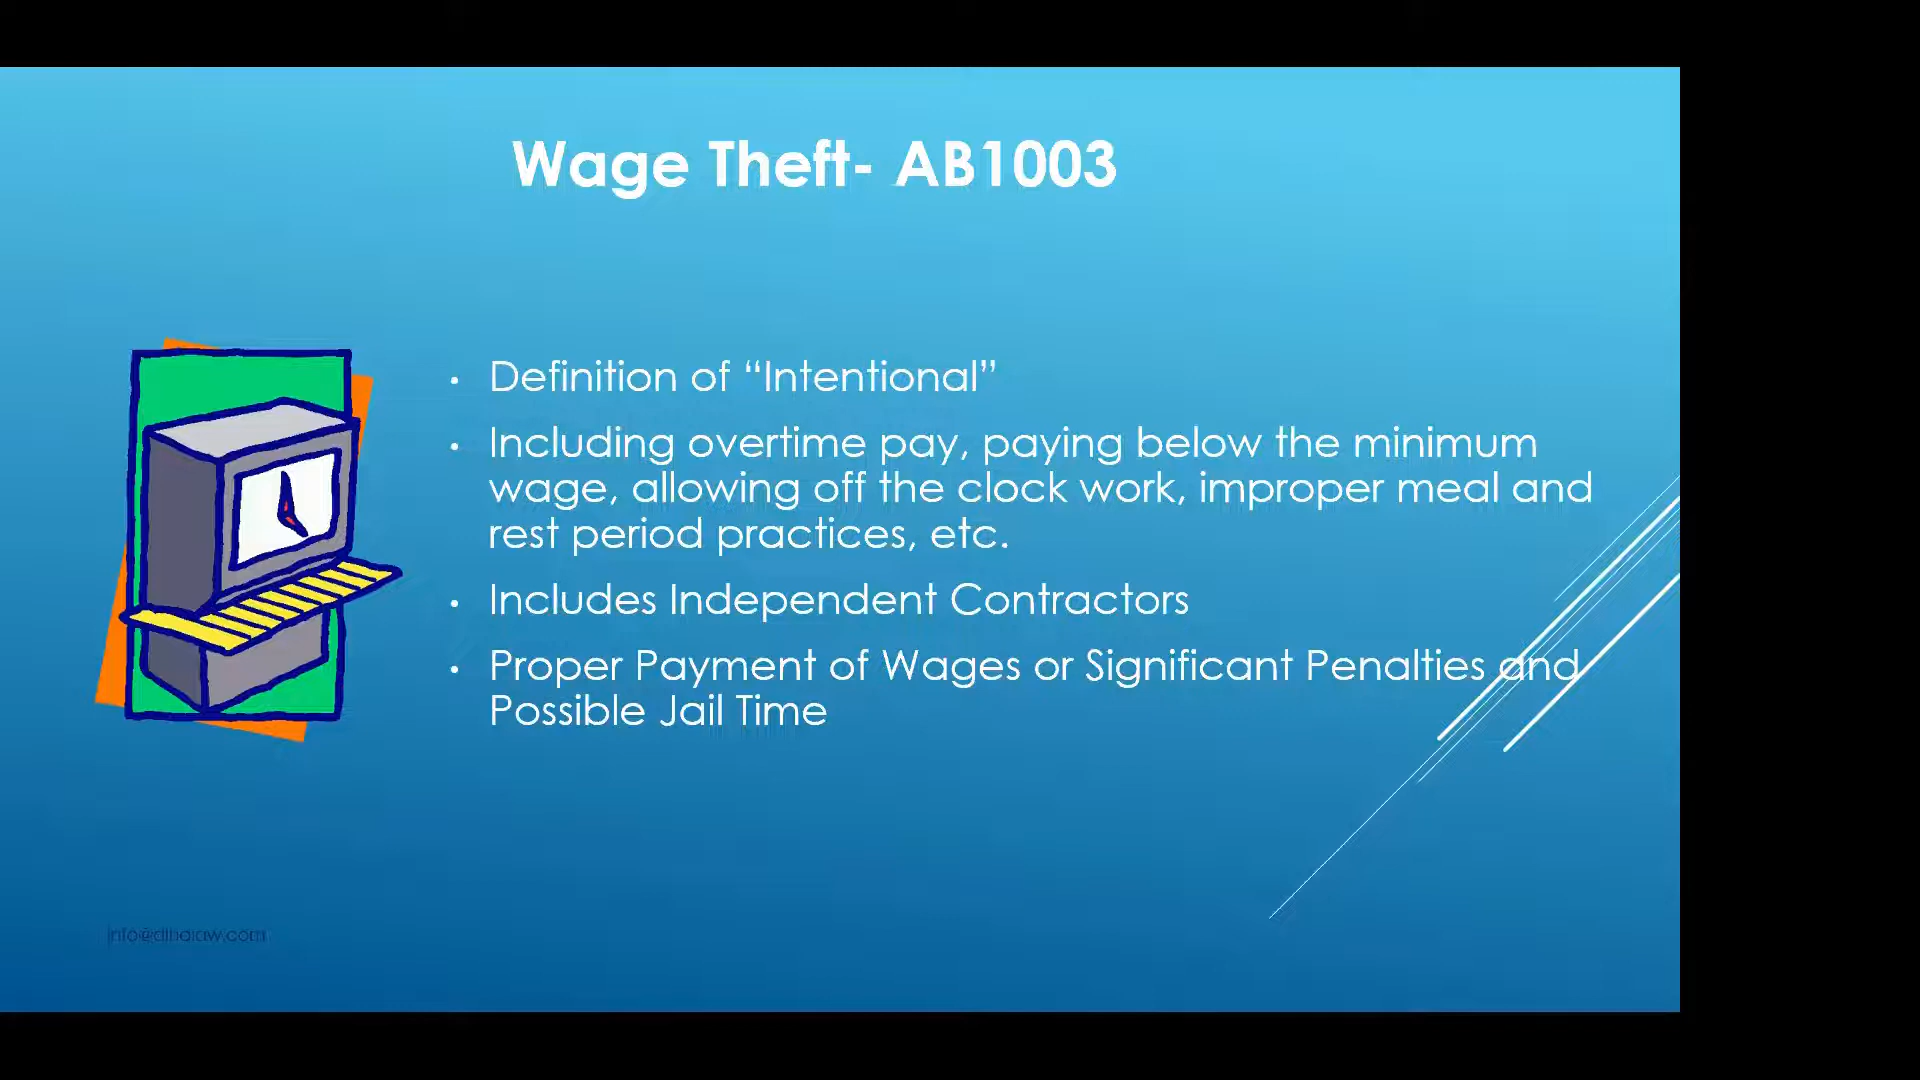 Wage Theft- AB1003
• Definition of “Intentional”
• Including overtime pay, paying below the minimum
wage, allowing off the clock work, improper meal and
rest period practices, etc.
• Includes Independent Contractors
• Proper Payment of Wages or Significant Penalties and
Possible Jail Time